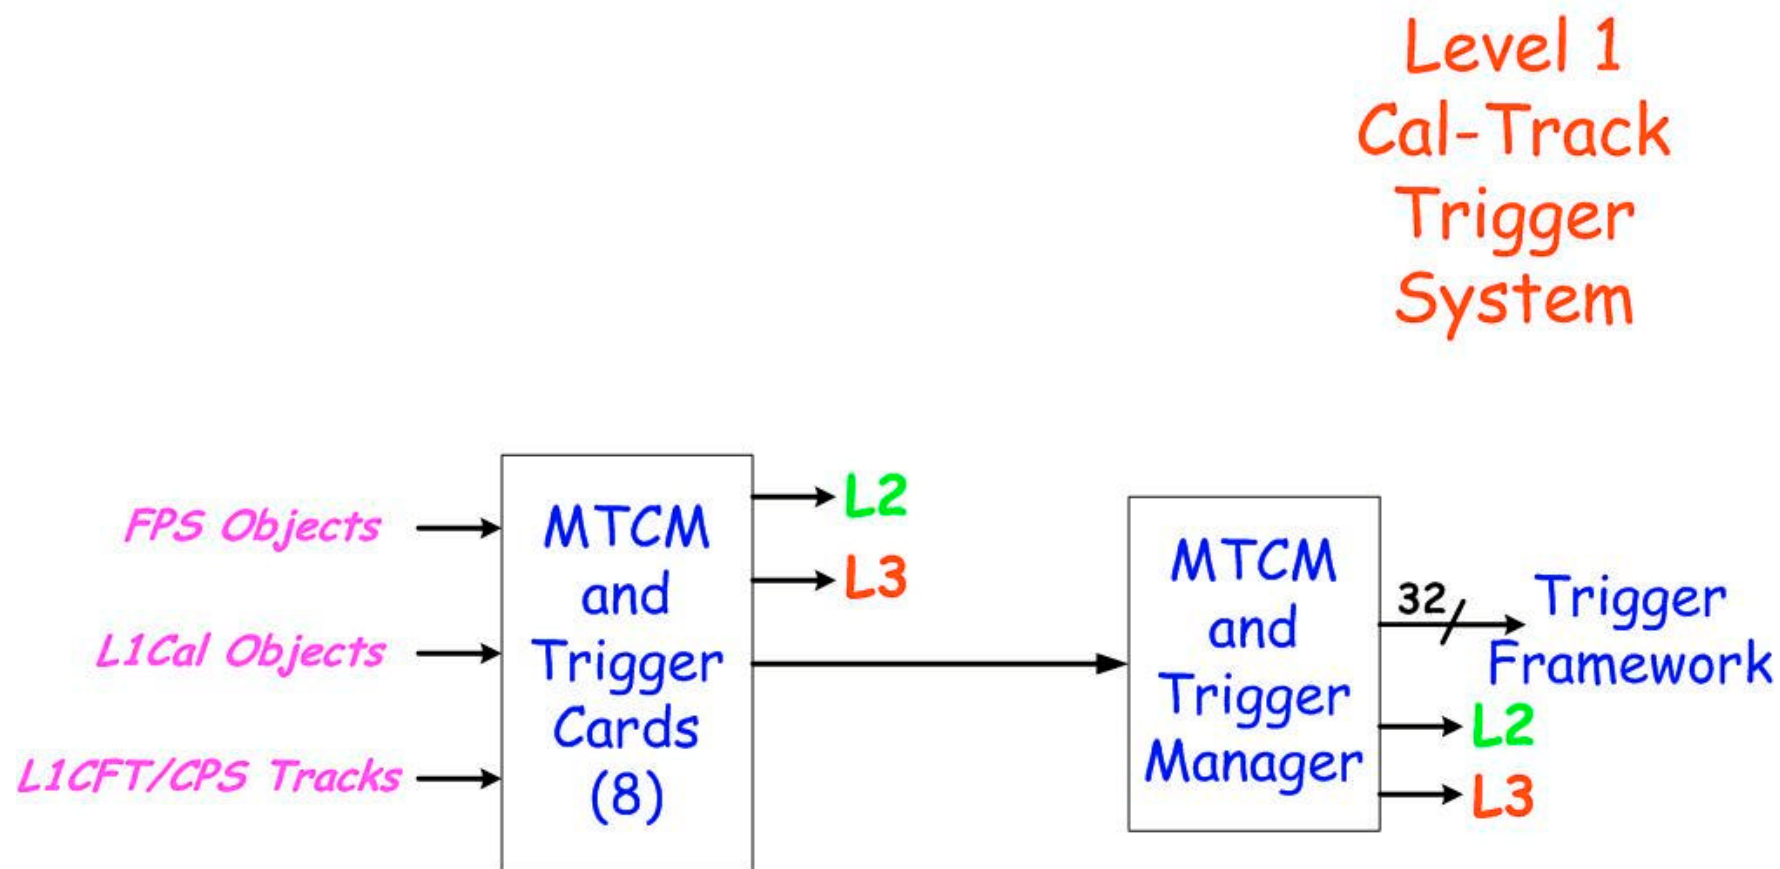 Level 1
Cal-Track
Trigger
System
FPS Objects
L1Cal Objects
L1CFT/CPS Tracks
MTCM
and
Trigger
Cards
(8)
L2
L3
MTCM
and
Trigger
Manager
32
Trigger
Framework
L2
L3